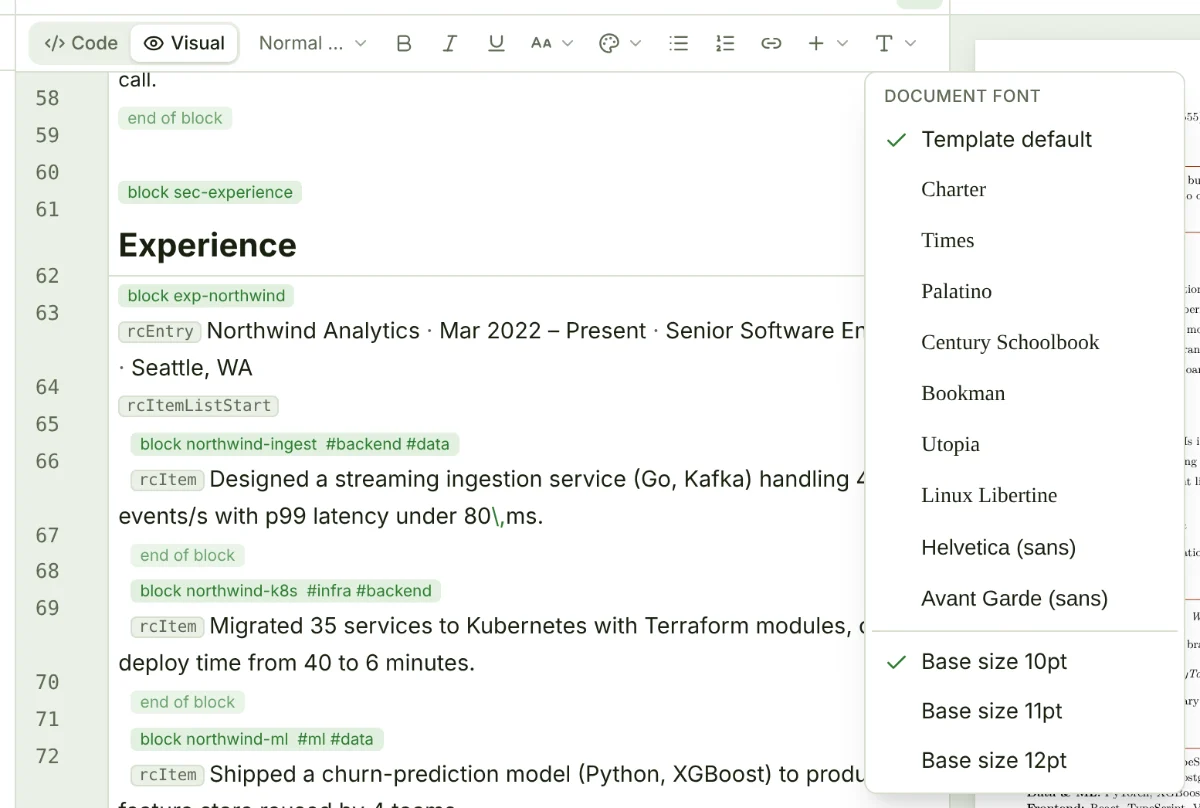 </> Code
Visual
Normal ...
B
I
U
AA
T
58
call.
59
end of block
60
61
block sec-experience
Experience
62
block exp-northwind
63
rcEntry Northwind Analytics · Mar 2022 – Present · Senior Software En
· Seattle, WA
64
rcItemListStart
65
block northwind-ingest #backend #data
66
rcItem Designed a streaming ingestion service (Go, Kafka) handling
events/s with p99 latency under 80\,ms.
67
end of block
68
block northwind-k8s #infra #backend
69
rcItem Migrated 35 services to Kubernetes with Terraform modules,
deploy time from 40 to 6 minutes.
70
end of block
71
block northwind-ml #ml #data
72
rcItem Shipped a churn-prediction model (Python, XGBoost) to produ
DOCUMENT FONT
Template default
Charter
Times
Palatino
Century Schoolbook
Bookman
Utopia
Linux Libertine
Helvetica (sans)
Avant Garde (sans)
Base size 10pt
Base size 11pt
Base size 12pt